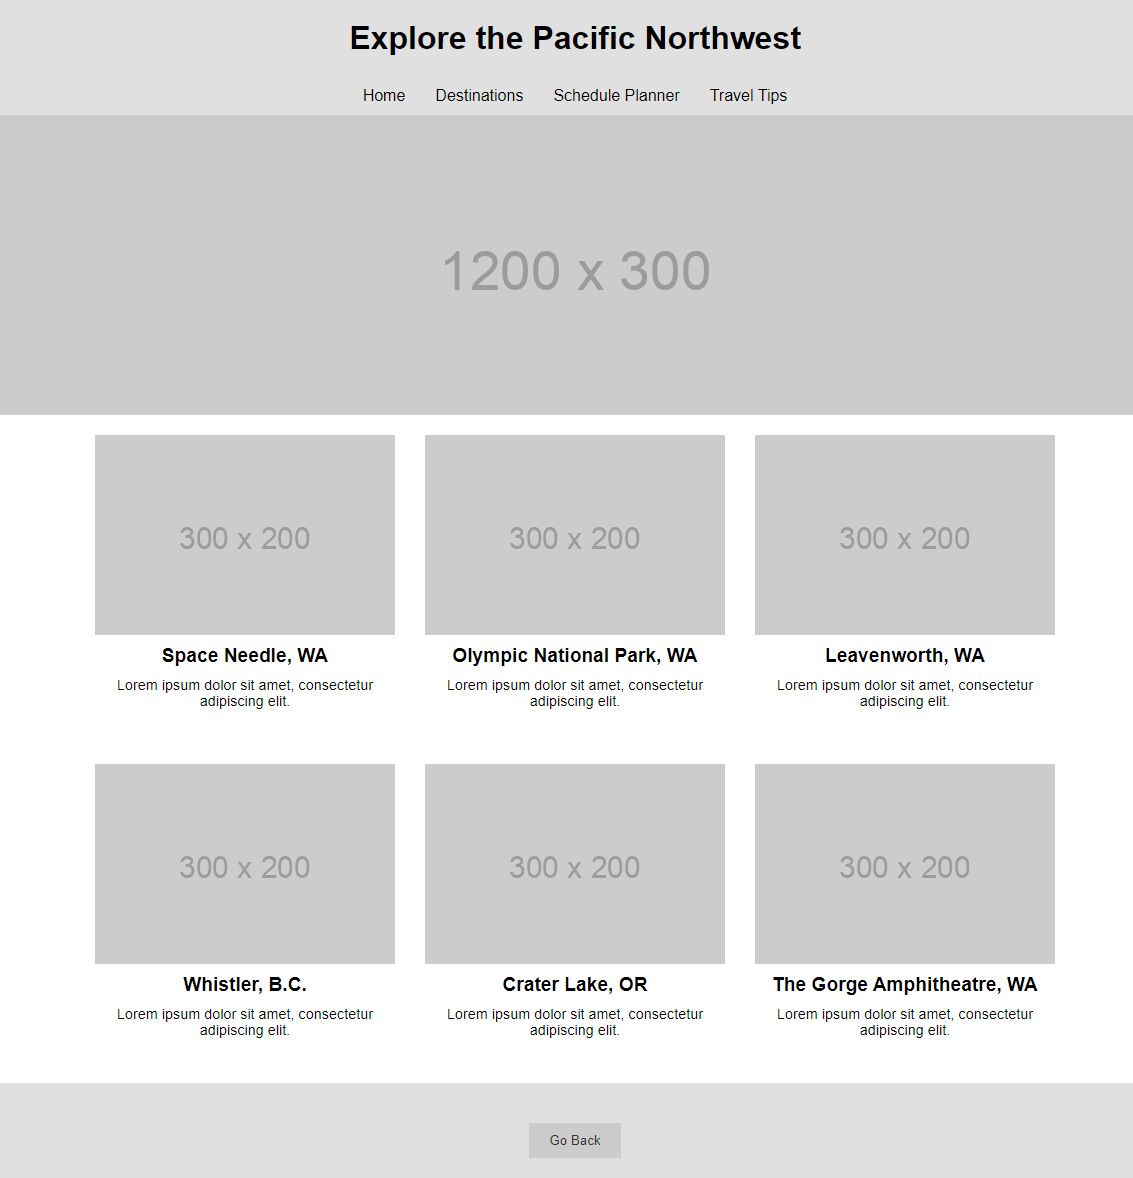 Explore the Pacific Northwest
Home Destinations Schedule Planner Travel Tips
1200 x 300
300 x 200 300 x 200 300 x 200
Space Needle, WA Olympic National Park, WA Leavenworth, WA
Lorem ipsum dolor sit amet, consectetur Lorem ipsum dolor sit amet, consectetur Lorem ipsum dolor sit amet, consectetur
adipiscing elit. adipiscing elit. adipiscing elit.
300 x 200 300 x 200 300 x 200
Whistler, B.C. Crater Lake, OR The Gorge Amphitheatre, WA
Lorem ipsum dolor sit amet, consectetur Lorem ipsum dolor sit amet, consectetur Lorem ipsum dolor sit amet, consectetur
adipiscing elit. adipiscing elit. adipiscing elit.
Go Back